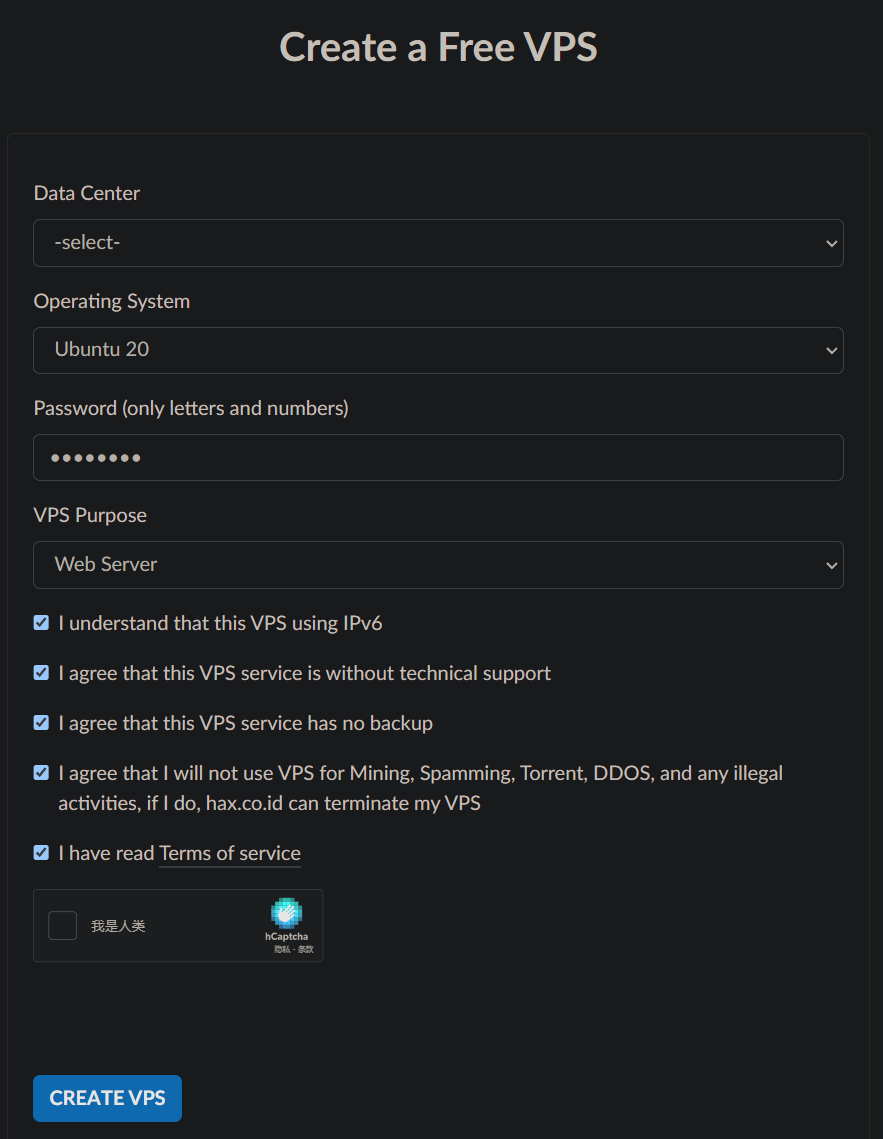 Create a Free VPS
Data Center
-select-
Operating System
Ubuntu 20
Password (only letters and numbers)
••••••••
VPS Purpose
Web Server
I understand that this VPS using IPv6
I agree that this VPS service is without technical support
I agree that this VPS service has no backup
I agree that I will not use VPS for Mining, Spamming, Torrent, DDOS, and any illegal
activities, if I do, hax.co.id can terminate my VPS
I have read Terms of service
我是人类
hCaptcha
隐私 - 条款
CREATE VPS